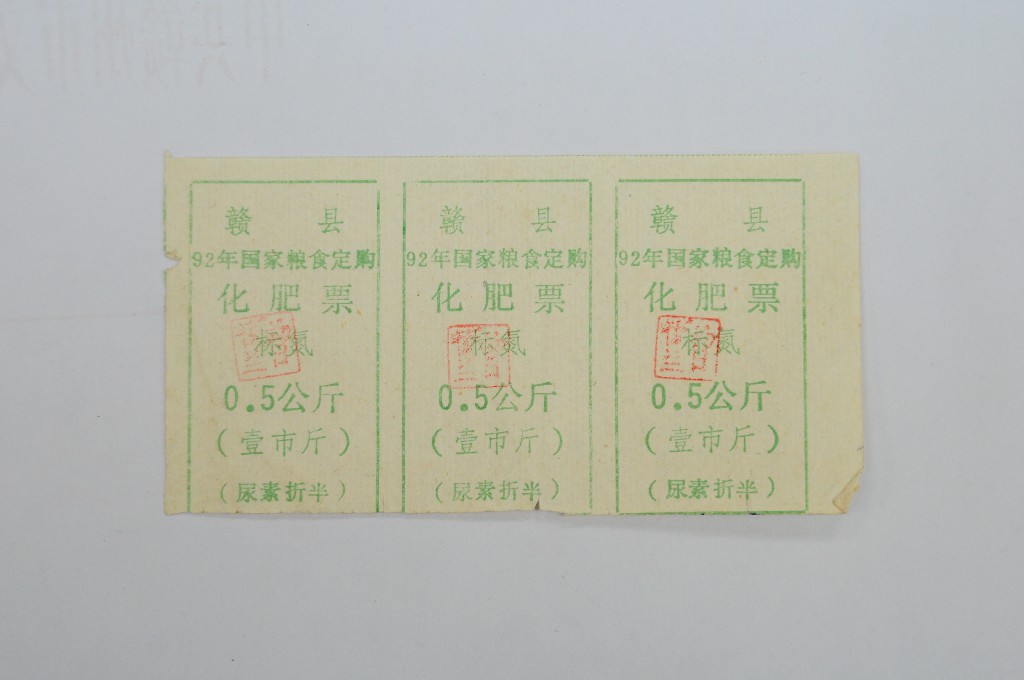 赣 县
92年国家粮食定购
化肥票
标氮
0.5公斤
(壹市斤)
(尿素折半)
赣 县
92年国家粮食定购
化肥票
标氮
0.5公斤
(壹市斤)
(尿素折半)
赣 县
92年国家粮食定购
化肥票
标氮
0.5公斤
(壹市斤)
(尿素折半)